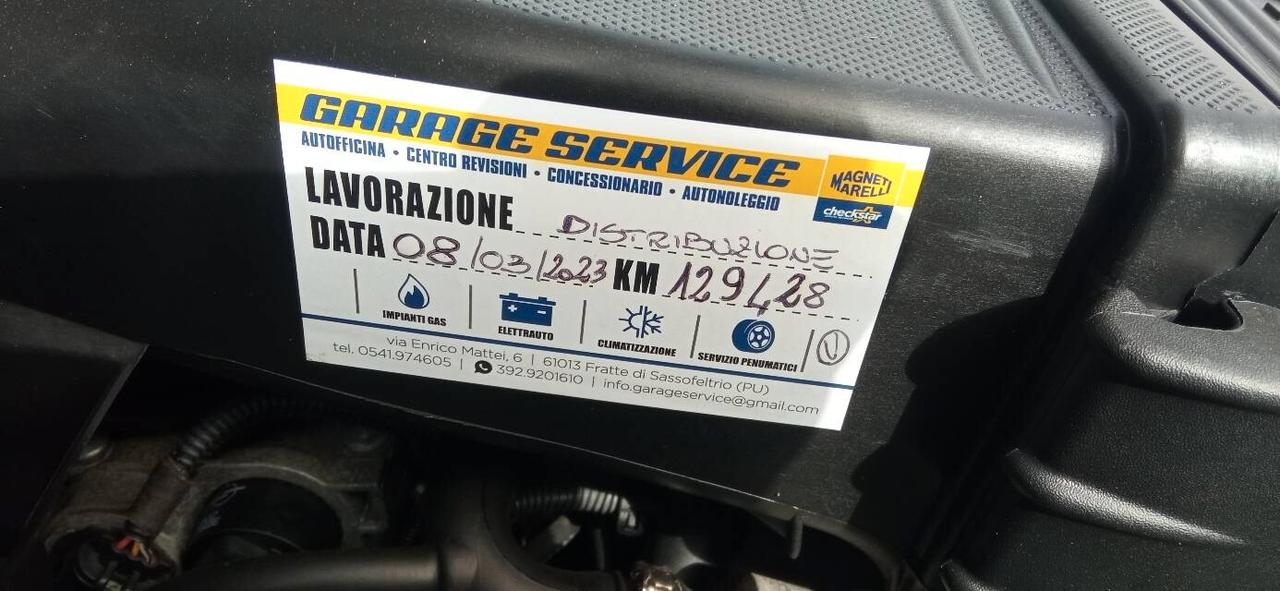 GARAGE SERVICE
AUTOFFICINA • CENTRO REVISIONI • CONCESSIONARIO • AUTONOLEGGIO
MAGNETI
MARELLI
checkstar
LAVORAZIONE DISTRIBUZIONE
DATA 08/03/2023 KM 129428
IMPIANTI GAS
ELETTRAUTO
CLIMATIZZAZIONE
SERVIZIO PENUMATICI
via Enrico Mattei, 6 | 61013 Fratte di Sassofeltrio (PU)
tel. 0541.974605 | 392.9201610 | info.garageservice@gmail.com